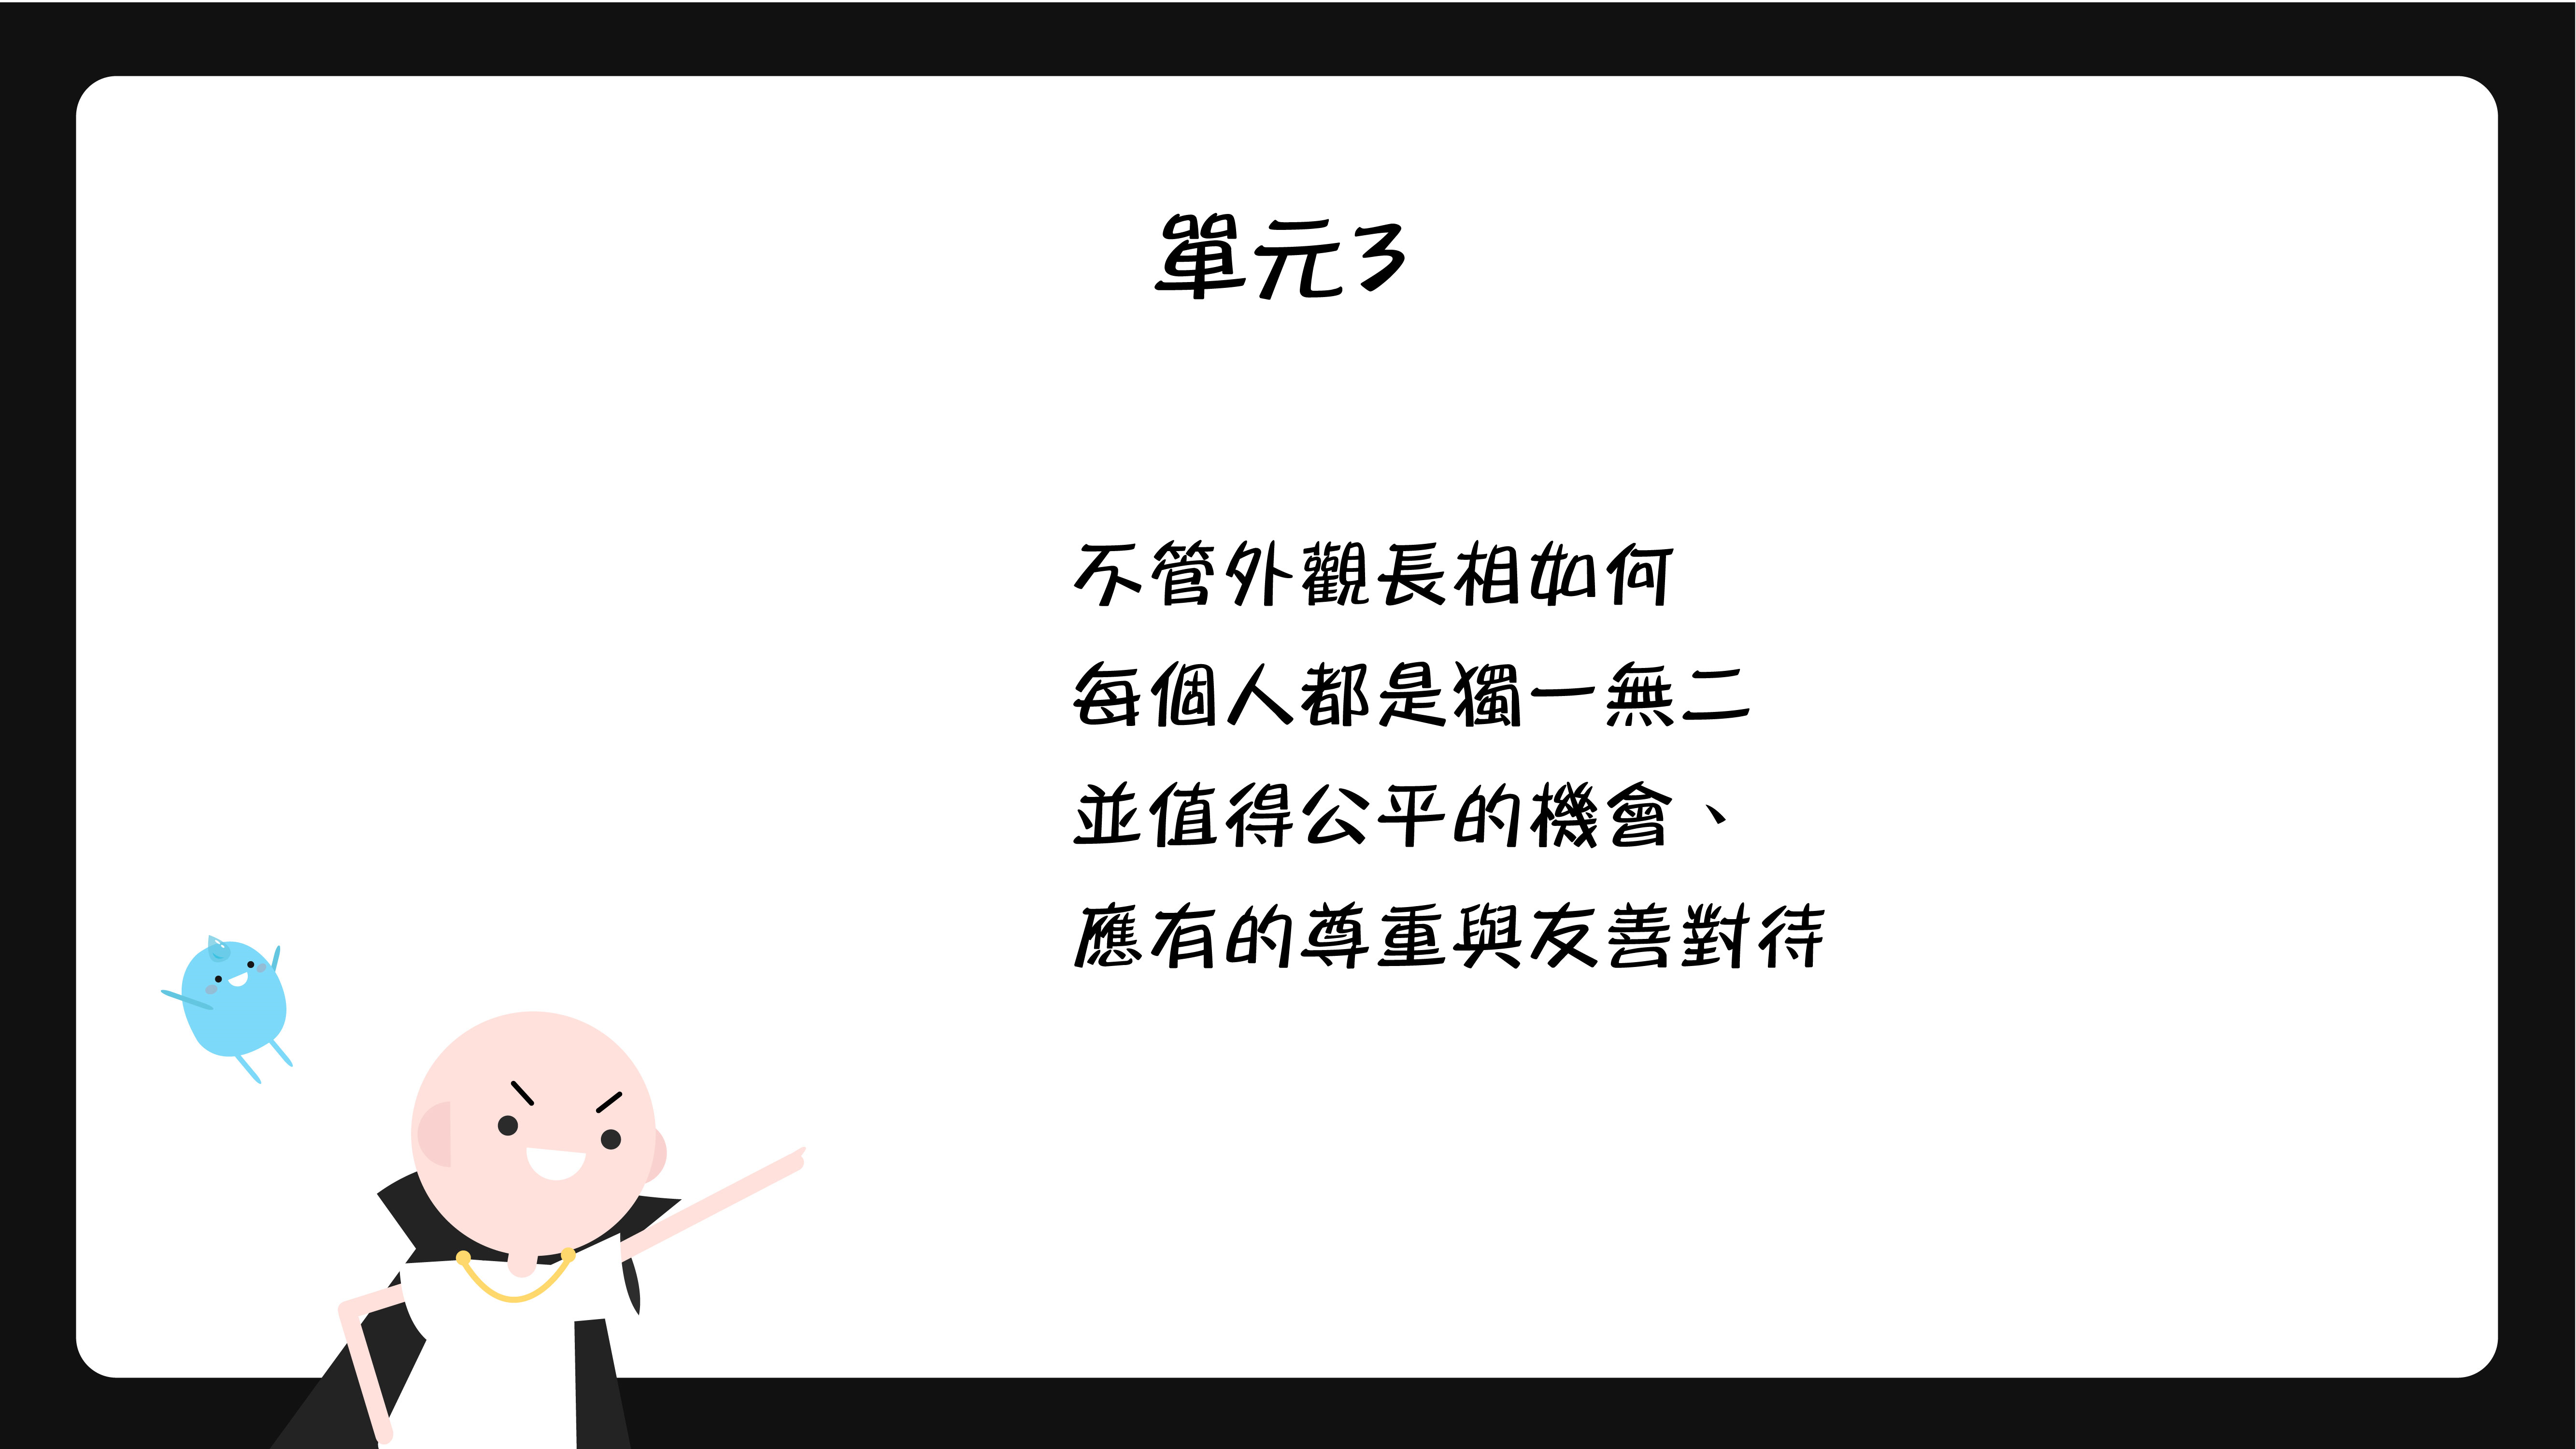 單元3
不管外觀長相如何
每個人都是獨一無二
並值得公平的機會、
應有的尊重與友善對待